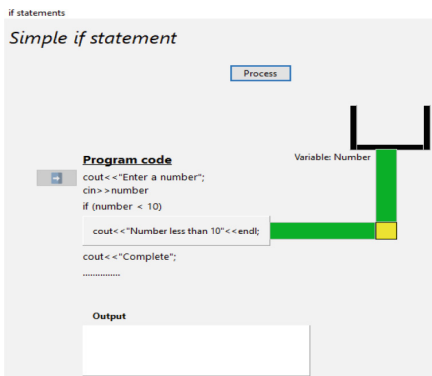 if statements
Simple if statement
Process
Variable: Number
Program code
cout<<"Enter a number";
cin>>number
if (number < 10)
cout<<"Number less than 10"<<endl;
cout<<"Complete";
...............
Output